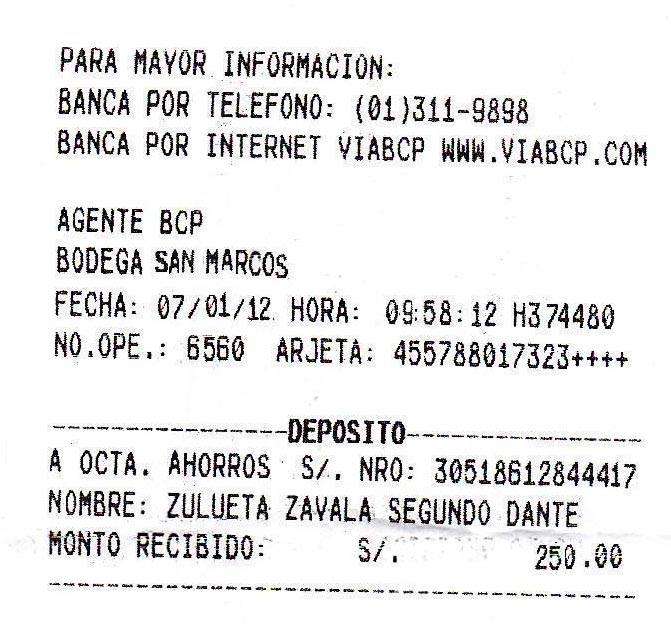 PARA MAYOR INFORMACION:
BANCA POR TELEFONO: (01)311-9898
BANCA POR INTERNET VIABCP WWW.VIABCP.COM
AGENTE BCP
BODEGA SAN MARCOS
FECHA: 07/01/12 HORA: 09:58:12 H374480
NO.OPE.: 6560 ARJETA: 455788017323++++
----------------DEPOSITO----------------
A OCTA. AHORROS S/. NRO: 30518612844417
NOMBRE: ZULUETA ZAVALA SEGUNDO DANTE
MONTO RECIBIDO: S/. 250.00
----------------------------------------